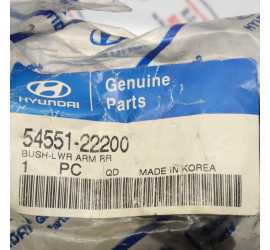 HYUNDAI
Genuine
Parts
54551-22200
BUSH-LWR ARM RR
1 PC QD MADE IN KOREA